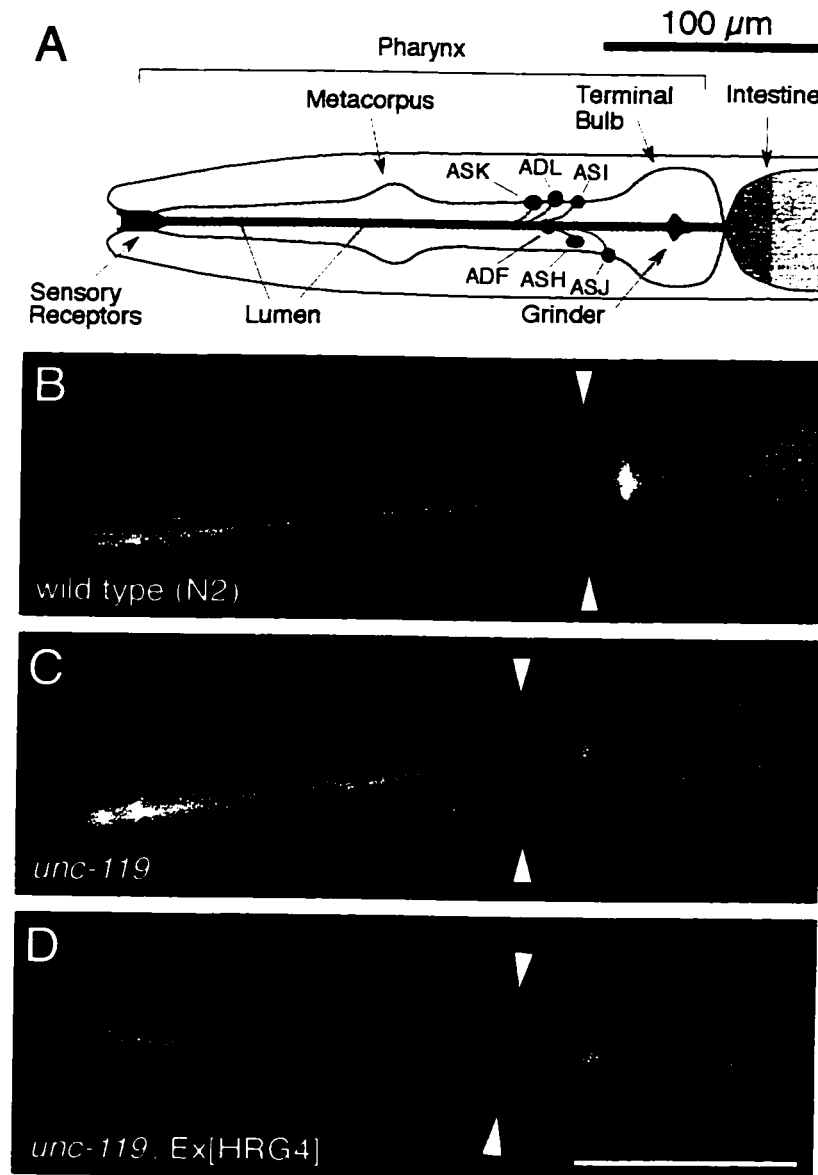 A
100 µm
Pharynx
Metacorpus
Terminal
Bulb
Intestine
ASK
ADL
ASI
ADF
ASH
ASJ
Sensory
Receptors
Lumen
Grinder
B
wild type (N2)
C
unc-119
D
unc-119. Ex[HRG4]